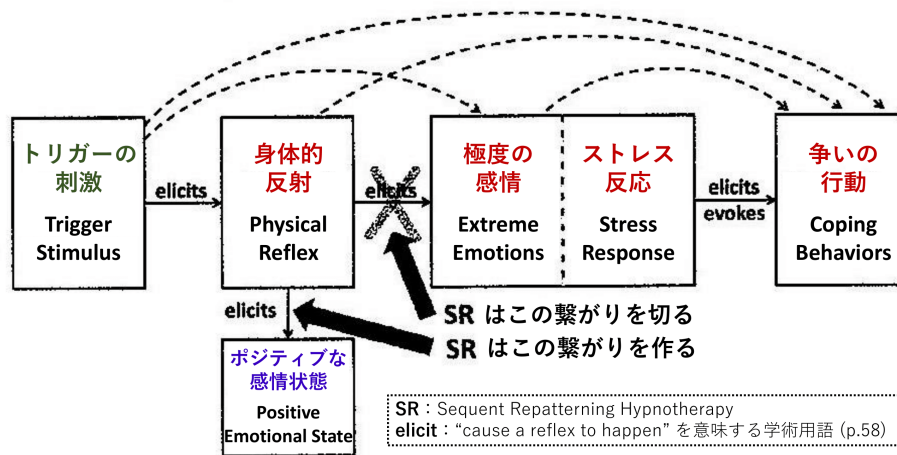 トリガーの
刺激
Trigger
Stimulus
elicits
身体的
反射
Physical
Reflex
elicits
極度の
感情
Extreme
Emotions
ストレス
反応
Stress
Response
elicits
evokes
争いの
行動
Coping
Behaviors
elicits
SR はこの繋がりを切る
SR はこの繋がりを作る
ポジティブな
感情状態
Positive
Emotional State
SR：Sequent Repatterning Hypnotherapy
elicit：“cause a reflex to happen” を意味する学術用語 (p.58)